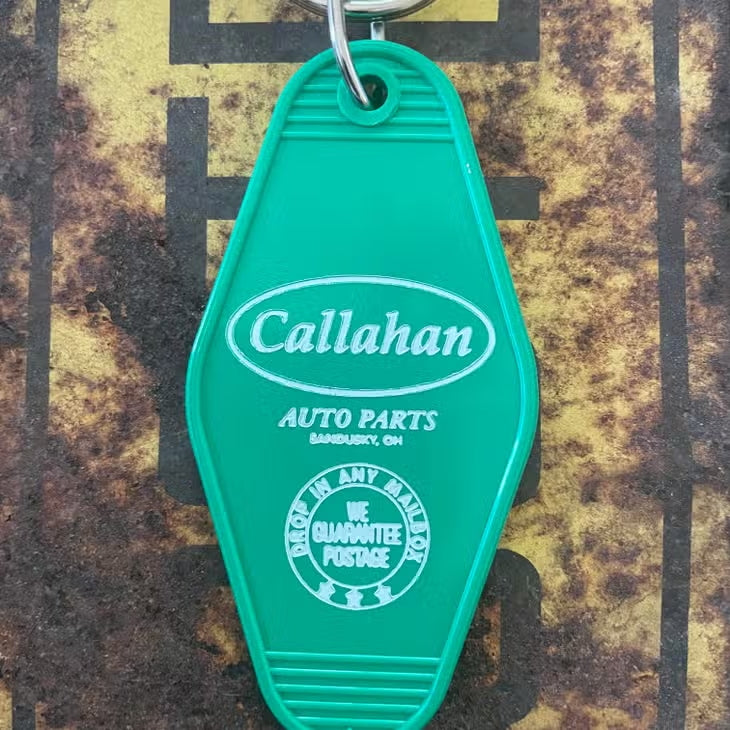 Callahan
AUTO PARTS
SANDUSKY, OH
DROP IN ANY MAILBOX
WE
GUARANTEE
POSTAGE